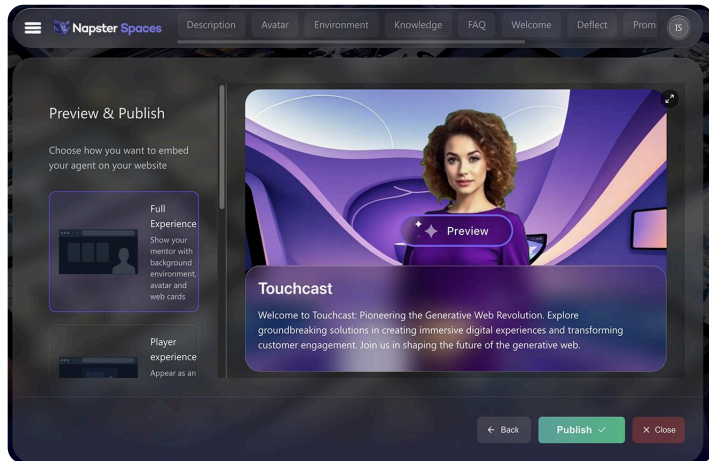 Napster Spaces
Description
Avatar
Environment
Knowledge
FAQ
Welcome
Deflect
Prom
IS
Preview & Publish
Choose how you want to embed
your agent on your website
Full
Experience
Show your
mentor with
background
environment,
avatar and
web cards
Player
experience
Appear as an
Preview
Touchcast
Welcome to Touchcast: Pioneering the Generative Web Revolution. Explore
groundbreaking solutions in creating immersive digital experiences and transforming
customer engagement. Join us in shaping the future of the generative web.
Back
Publish
Close